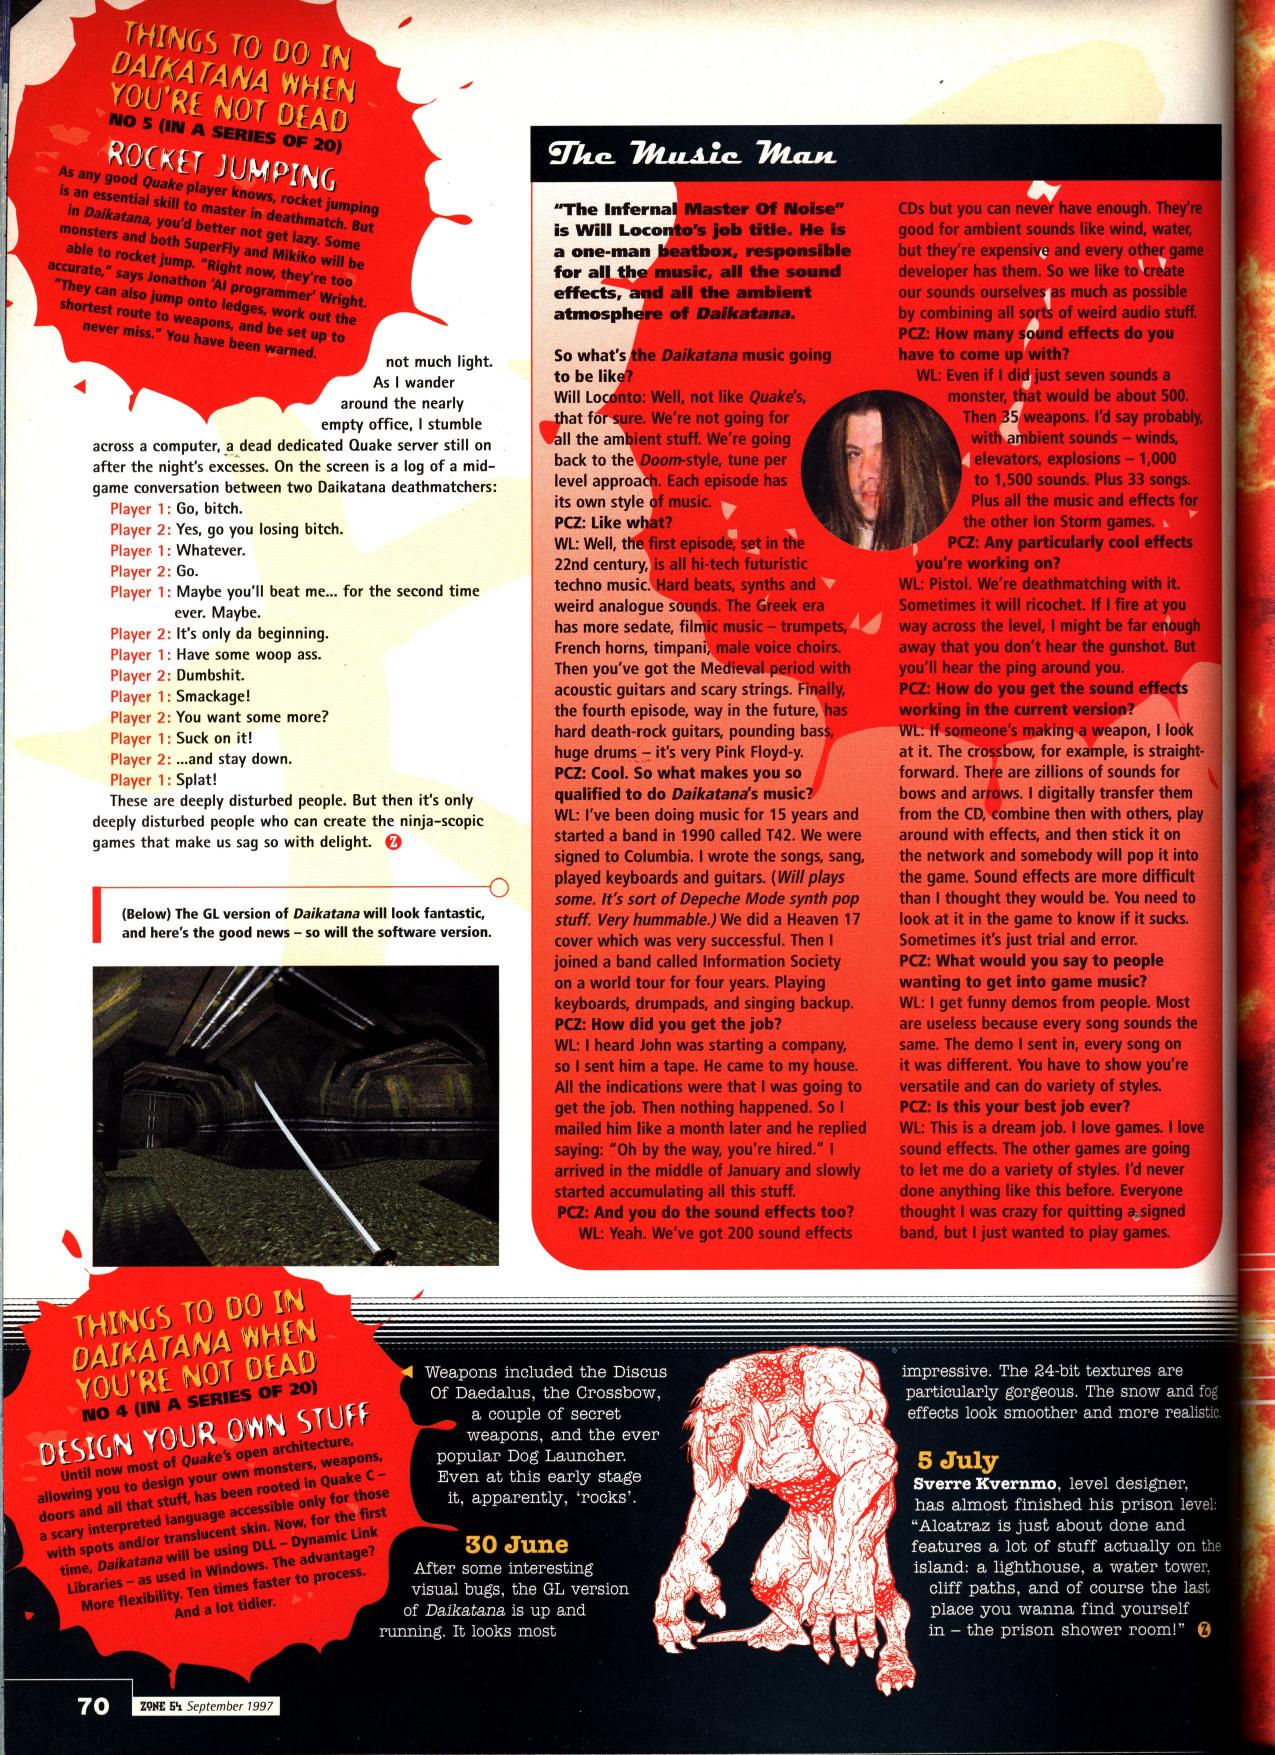 THINGS TO DO IN
DAIKATANA WHEN
YOU'RE NOT DEAD
NO 5 (IN A SERIES OF 20)
ROCKET JUMPING
As any good Quake player knows, rocket jumping
is an essential skill to master in deathmatch. But
in Daikatana, you'd better not get lazy. Some
monsters and both SuperFly and Mikiko will be
able to rocket jump. “Right now, they're too
accurate,” says Jonathon ‘AI programmer’ Wright.
“They can also jump onto ledges, work out the
shortest route to weapons, and be set up to
never miss.” You have been warned.
not much light.
As I wander
around the nearly
empty office, I stumble
across a computer, a dead dedicated Quake server still on
after the night's excesses. On the screen is a log of a mid-
game conversation between two Daikatana deathmatchers:
Player 1: Go, bitch.
Player 2: Yes, go you losing bitch.
Player 1: Whatever.
Player 2: Go.
Player 1: Maybe you'll beat me... for the second time
ever. Maybe.
Player 2: It's only da beginning.
Player 1: Have some woop ass.
Player 2: Dumbshit.
Player 1: Smackage!
Player 2: You want some more?
Player 1: Suck on it!
Player 2: ...and stay down.
Player 1: Splat!
These are deeply disturbed people. But then it's only
deeply disturbed people who can create the ninja-scopic
games that make us sag so with delight. Z
(Below) The GL version of Daikatana will look fantastic,
and here's the good news – so will the software version.
The Music Man
“The Infernal Master Of Noise”
is Will Loconto's job title. He is
a one-man beatbox, responsible
for all the music, all the sound
effects, and all the ambient
atmosphere of Daikatana.
So what's the Daikatana music going
to be like?
Will Loconto: Well, not like Quake's,
that for sure. We're not going for
all the ambient stuff. We're going
back to the Doom-style, tune per
level approach. Each episode has
its own style of music.
PCZ: Like what?
WL: Well, the first episode, set in the
22nd century, is all hi-tech futuristic
techno music. Hard beats, synths and
weird analogue sounds. The Greek era
has more sedate, filmic music – trumpets,
French horns, timpani, male voice choirs.
Then you've got the Medieval period with
acoustic guitars and scary strings. Finally,
the fourth episode, way in the future, has
hard death-rock guitars, pounding bass,
huge drums – it's very Pink Floyd-y.
PCZ: Cool. So what makes you so
qualified to do Daikatana's music?
WL: I've been doing music for 15 years and
started a band in 1990 called T42. We were
signed to Columbia. I wrote the songs, sang,
played keyboards and guitars. (Will plays
some. It's sort of Depeche Mode synth pop
stuff. Very hummable.) We did a Heaven 17
cover which was very successful. Then I
joined a band called Information Society
on a world tour for four years. Playing
keyboards, drumpads, and singing backup.
PCZ: How did you get the job?
WL: I heard John was starting a company,
so I sent him a tape. He came to my house.
All the indications were that I was going to
get the job. Then nothing happened. So I
mailed him like a month later and he replied
saying: “Oh by the way, you're hired.” I
arrived in the middle of January and slowly
started accumulating all this stuff.
PCZ: And you do the sound effects too?
WL: Yeah. We've got 200 sound effects
CDs but you can never have enough. They're
good for ambient sounds like wind, water,
but they're expensive and every other game
developer has them. So we like to create
our sounds ourselves as much as possible
by combining all sorts of weird audio stuff.
PCZ: How many sound effects do you
have to come up with?
WL: Even if I did just seven sounds a
monster, that would be about 500.
Then 35 weapons. I'd say probably,
with ambient sounds – winds,
elevators, explosions – 1,000
to 1,500 sounds. Plus 33 songs.
Plus all the music and effects for
the other Ion Storm games.
PCZ: Any particularly cool effects
you're working on?
WL: Pistol. We're deathmatching with it.
Sometimes it will ricochet. If I fire at you
way across the level, I might be far enough
away that you don't hear the gunshot. But
you'll hear the ping around you.
PCZ: How do you get the sound effects
working in the current version?
WL: If someone's making a weapon, I look
at it. The crossbow, for example, is straight-
forward. There are zillions of sounds for
bows and arrows. I digitally transfer them
from the CD, combine then with others, play
around with effects, and then stick it on
the network and somebody will pop it into
the game. Sound effects are more difficult
than I thought they would be. You need to
look at it in the game to know if it sucks.
Sometimes it's just trial and error.
PCZ: What would you say to people
wanting to get into game music?
WL: I get funny demos from people. Most
are useless because every song sounds the
same. The demo I sent in, every song on
it was different. You have to show you're
versatile and can do variety of styles.
PCZ: Is this your best job ever?
WL: This is a dream job. I love games. I love
sound effects. The other games are going
to let me do a variety of styles. I'd never
done anything like this before. Everyone
thought I was crazy for quitting a signed
band, but I just wanted to play games.
THINGS TO DO IN
DAIKATANA WHEN
YOU'RE NOT DEAD
NO 4 (IN A SERIES OF 20)
DESIGN YOUR OWN STUFF
Until now most of Quake's open architecture,
allowing you to design your own monsters, weapons,
doors and all that stuff, has been rooted in Quake C –
a scary interpreted language accessible only for those
with spots and/or translucent skin. Now, for the first
time, Daikatana will be using DLL – Dynamic Link
Libraries – as used in Windows. The advantage?
More flexibility. Ten times faster to process.
And a lot tidier.
Weapons included the Discus
Of Daedalus, the Crossbow,
a couple of secret
weapons, and the ever
popular Dog Launcher.
Even at this early stage
it, apparently, ‘rocks’.
30 June
After some interesting
visual bugs, the GL version
of Daikatana is up and
running. It looks most
impressive. The 24-bit textures are
particularly gorgeous. The snow and fog
effects look smoother and more realistic.
5 July
Sverre Kvernmo, level designer,
has almost finished his prison level:
“Alcatraz is just about done and
features a lot of stuff actually on the
island: a lighthouse, a water tower,
cliff paths, and of course the last
place you wanna find yourself
in – the prison shower room!” Z
70 ZONE 54 September 1997